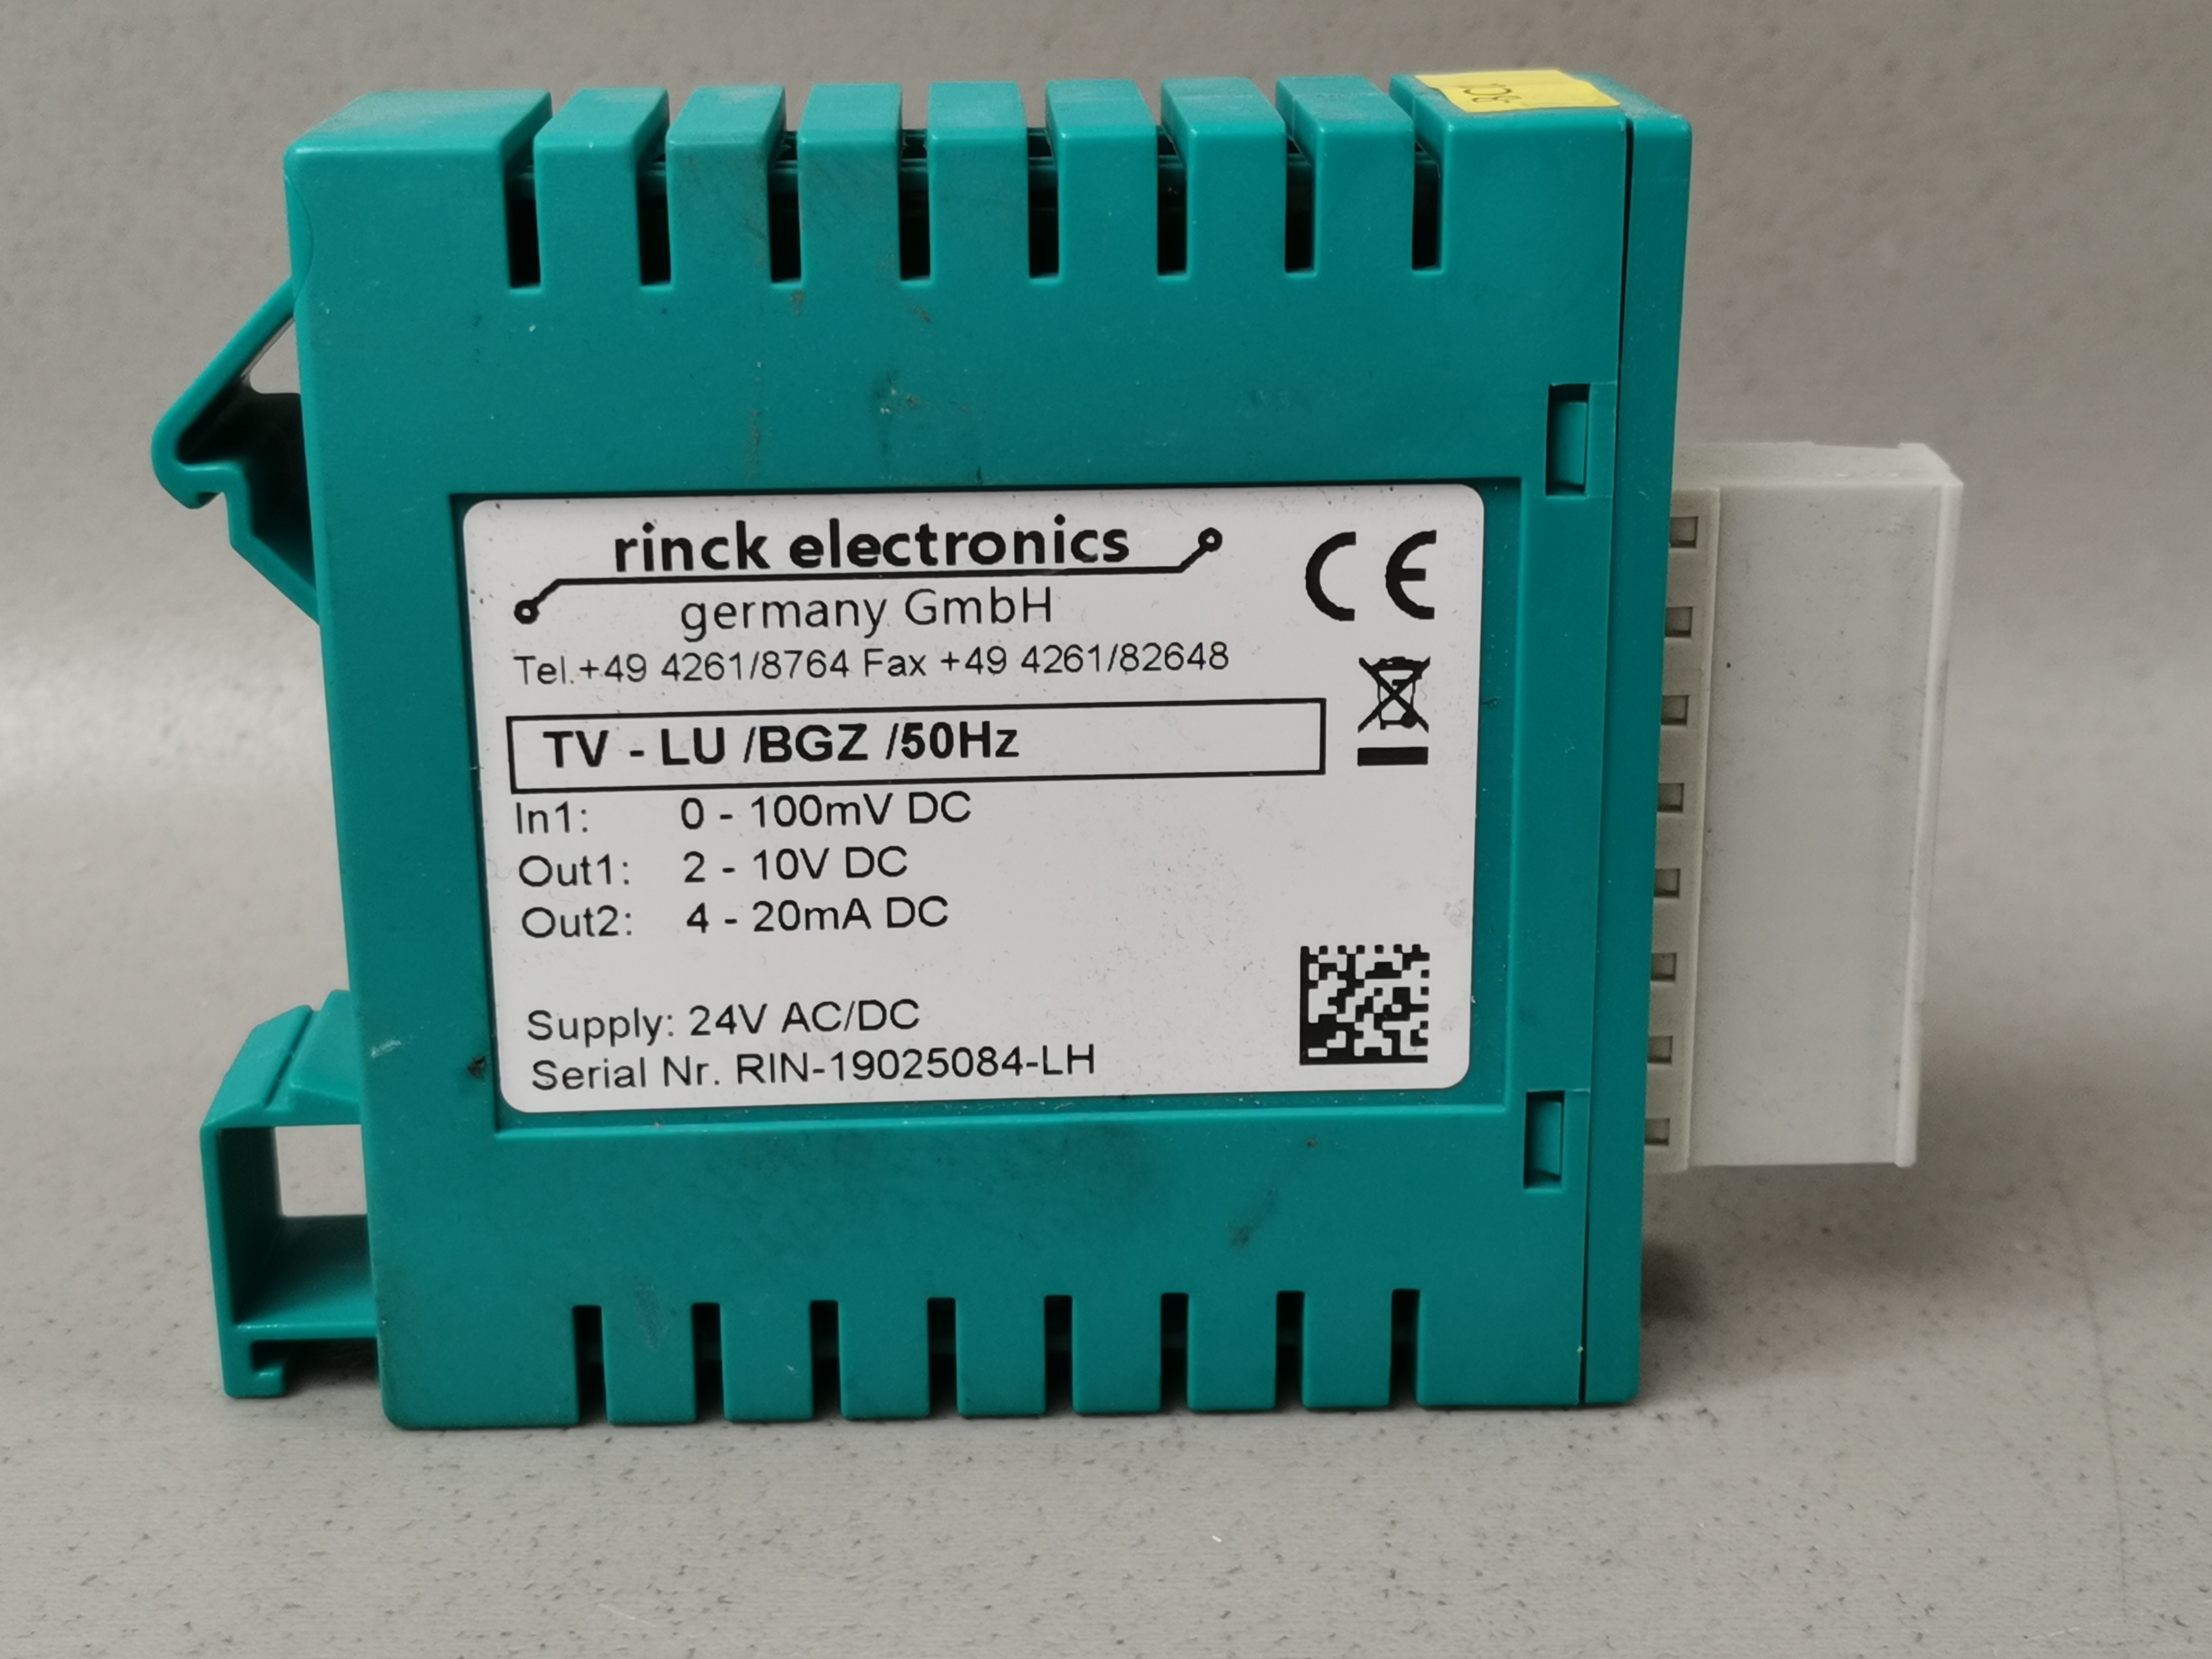 rinck electronics
germany GmbH
Tel.+49 4261/8764 Fax +49 4261/82648
CE
TV - LU /BGZ /50Hz
In1: 0 - 100mV DC
Out1: 2 - 10V DC
Out2: 4 - 20mA DC
Supply: 24V AC/DC
Serial Nr. RIN-19025084-LH